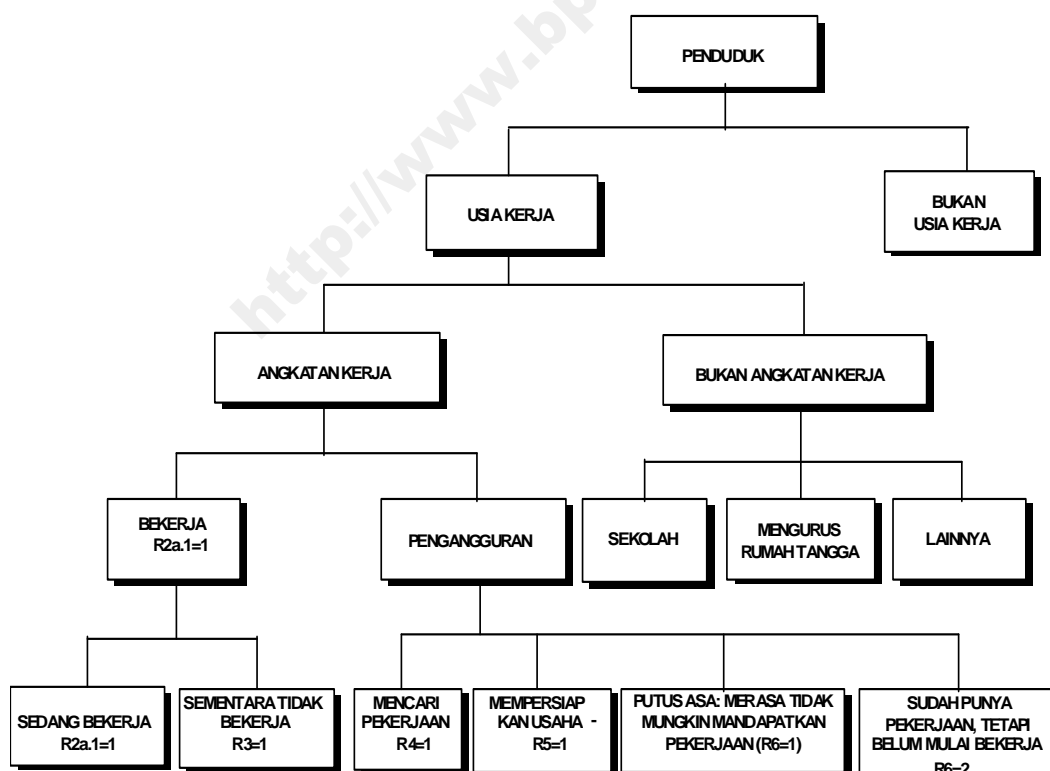 http://www.bp
PENDUDUK
USIA KERJA
BUKAN
USIA KERJA
ANGKATAN KERJA
BUKAN ANGKATAN KERJA
BEKERJA
R2a.1=1
PENGANGGURAN
SEKOLAH
MENGURUS
RUMAH TANGGA
LAINNYA
SEDANG BEKERJA
R2a.1=1
SEMENTARA TIDAK
BEKERJA
R3=1
MENCARI
PEKERJAAN
R4=1
MEMPERSIAP
KAN USAHA -
R5=1
PUTUS ASA: MERASA TIDAK
MUNGKIN MANDAPATKAN
PEKERJAAN (R6=1)
SUDAH PUNYA
PEKERJAAN, TETAPI
BELUM MULAI BEKERJA
R6=2